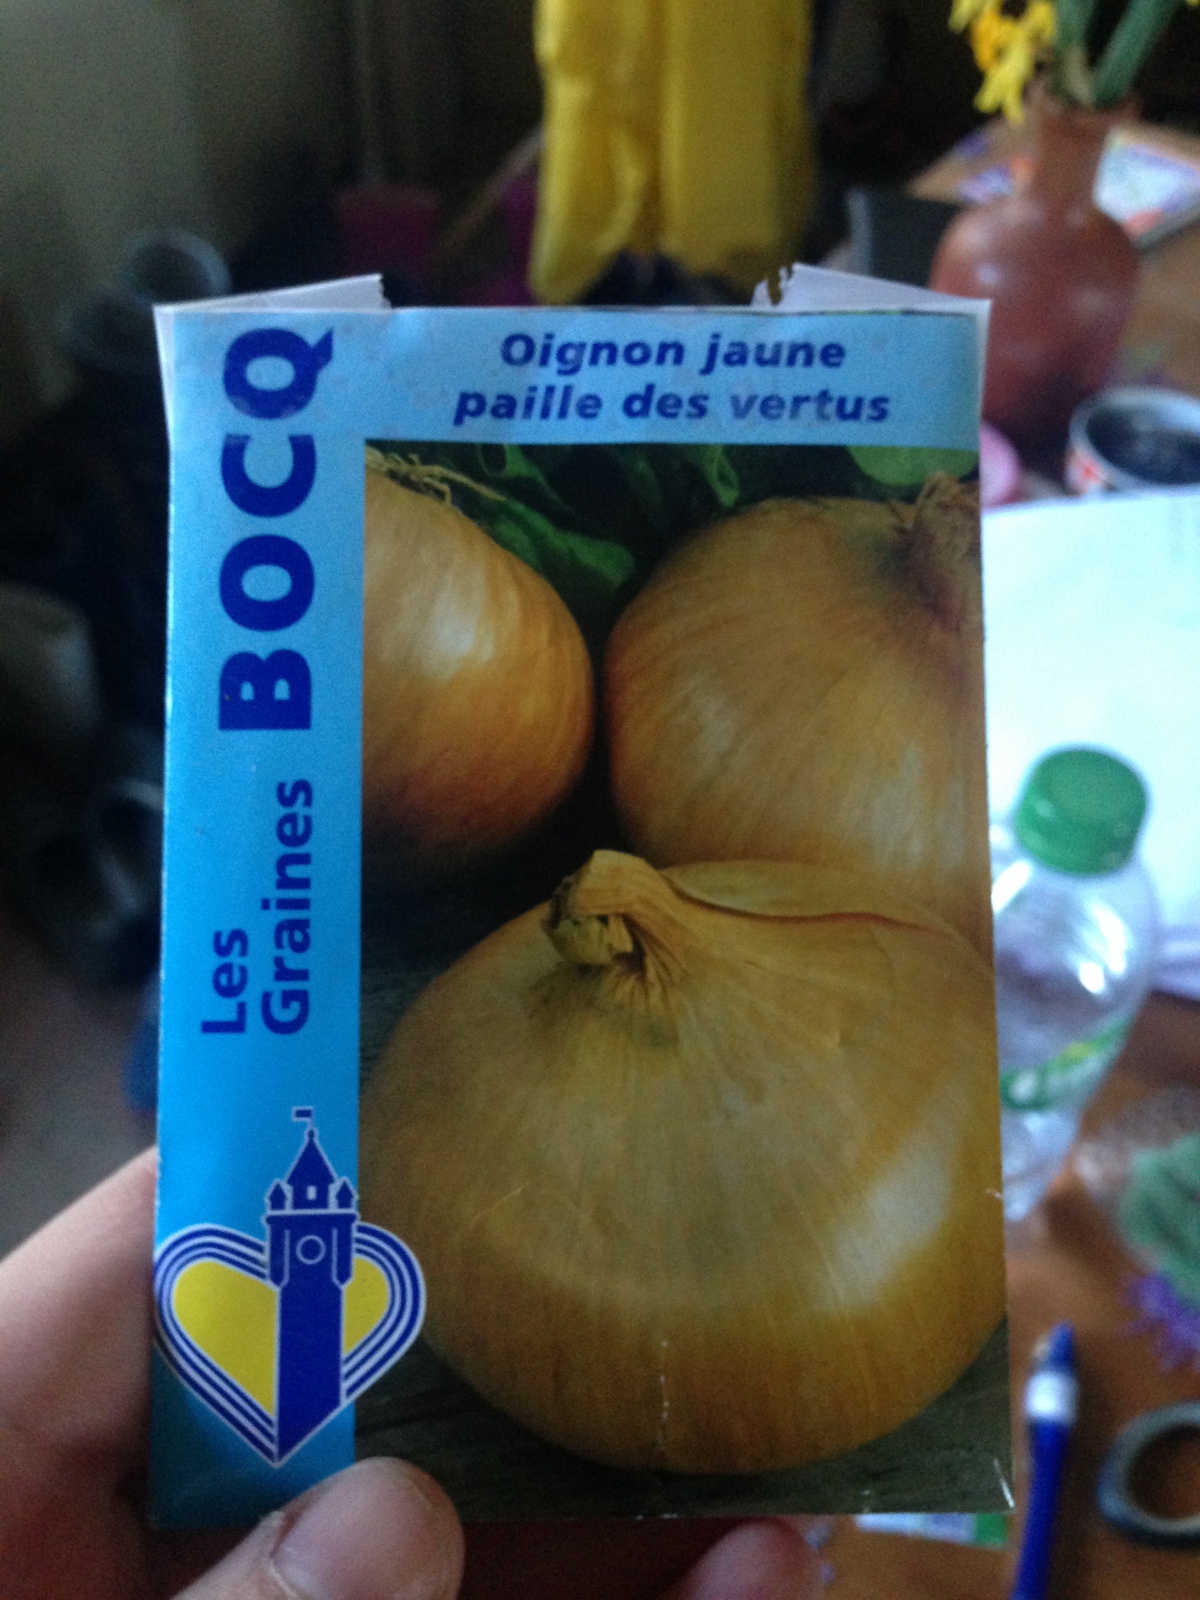 Oignon jaune
paille des vertus
Les
Graines BOCQ